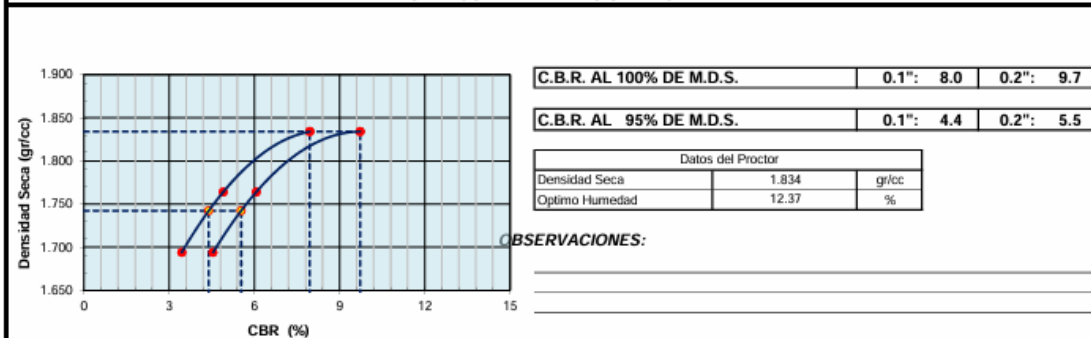 1.900
1.850
1.800
1.750
1.700
1.650
Densidad Seca (gr/cc)
0 3 6 9 12 15
CBR (%)
C.B.R. AL 100% DE M.D.S. 0.1": 8.0 0.2": 9.7
C.B.R. AL 95% DE M.D.S. 0.1": 4.4 0.2": 5.5
Datos del Proctor
Densidad Seca 1.834 gr/cc
Optimo Humedad 12.37 %
OBSERVACIONES: